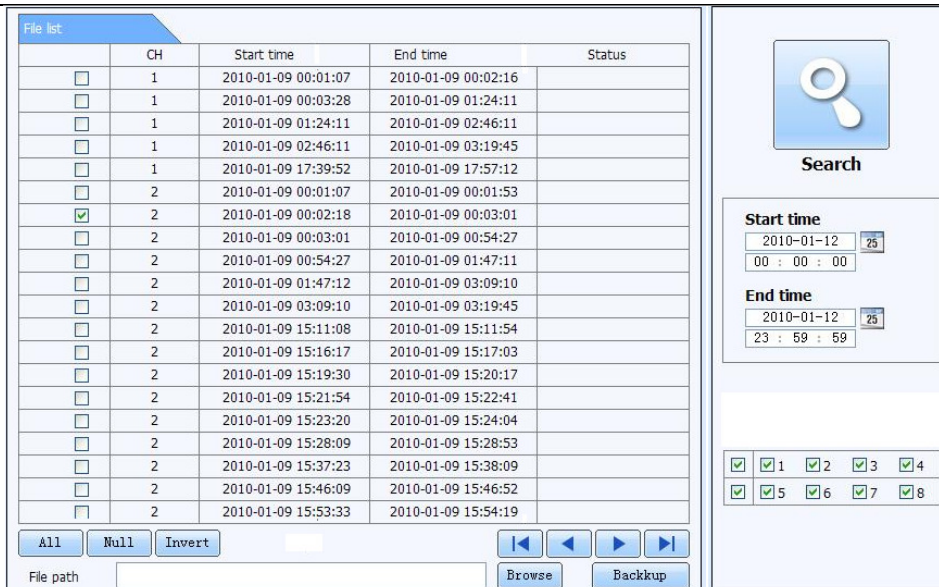 File list
CH Start time End time Status
1 2010-01-09 00:01:07 2010-01-09 00:02:16
1 2010-01-09 00:03:28 2010-01-09 01:24:11
1 2010-01-09 01:24:11 2010-01-09 02:46:11
1 2010-01-09 02:46:11 2010-01-09 03:19:45
1 2010-01-09 17:39:52 2010-01-09 17:57:12
2 2010-01-09 00:01:07 2010-01-09 00:01:53
2 2010-01-09 00:02:18 2010-01-09 00:03:01
2 2010-01-09 00:03:01 2010-01-09 00:54:27
2 2010-01-09 00:54:27 2010-01-09 01:47:11
2 2010-01-09 01:47:12 2010-01-09 03:09:10
2 2010-01-09 03:09:10 2010-01-09 03:19:45
2 2010-01-09 15:11:08 2010-01-09 15:11:54
2 2010-01-09 15:16:17 2010-01-09 15:17:03
2 2010-01-09 15:19:30 2010-01-09 15:20:17
2 2010-01-09 15:21:54 2010-01-09 15:22:41
2 2010-01-09 15:23:20 2010-01-09 15:24:04
2 2010-01-09 15:28:09 2010-01-09 15:28:53
2 2010-01-09 15:37:23 2010-01-09 15:38:09
2 2010-01-09 15:46:09 2010-01-09 15:46:52
2 2010-01-09 15:53:33 2010-01-09 15:54:19
All Null Invert
File path Browse Backkup
Search
Start time
2010-01-12 25
00 : 00 : 00
End time
2010-01-12 25
23 : 59 : 59
1 2 3 4
5 6 7 8